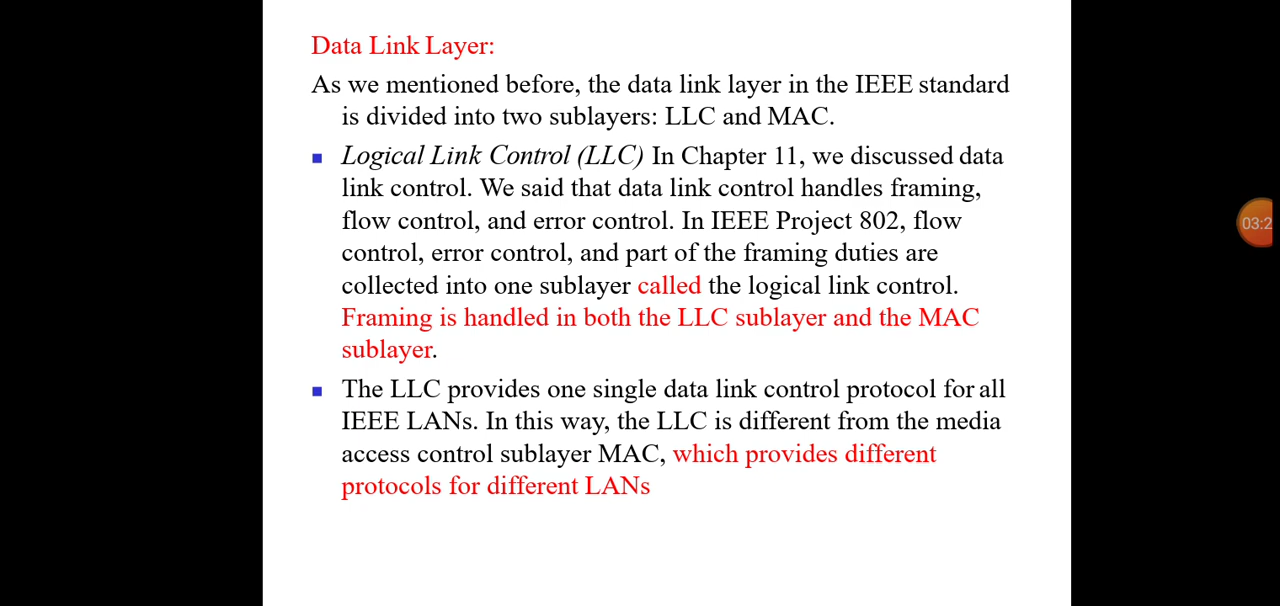 Data Link Layer:
As we mentioned before, the data link layer in the IEEE standard
is divided into two sublayers: LLC and MAC.
Logical Link Control (LLC) In Chapter 11, we discussed data
link control. We said that data link control handles framing,
flow control, and error control. In IEEE Project 802, flow
control, error control, and part of the framing duties are
collected into one sublayer called the logical link control.
Framing is handled in both the LLC sublayer and the MAC
sublayer.
The LLC provides one single data link control protocol for all
IEEE LANs. In this way, the LLC is different from the media
access control sublayer MAC, which provides different
protocols for different LANs
03:2